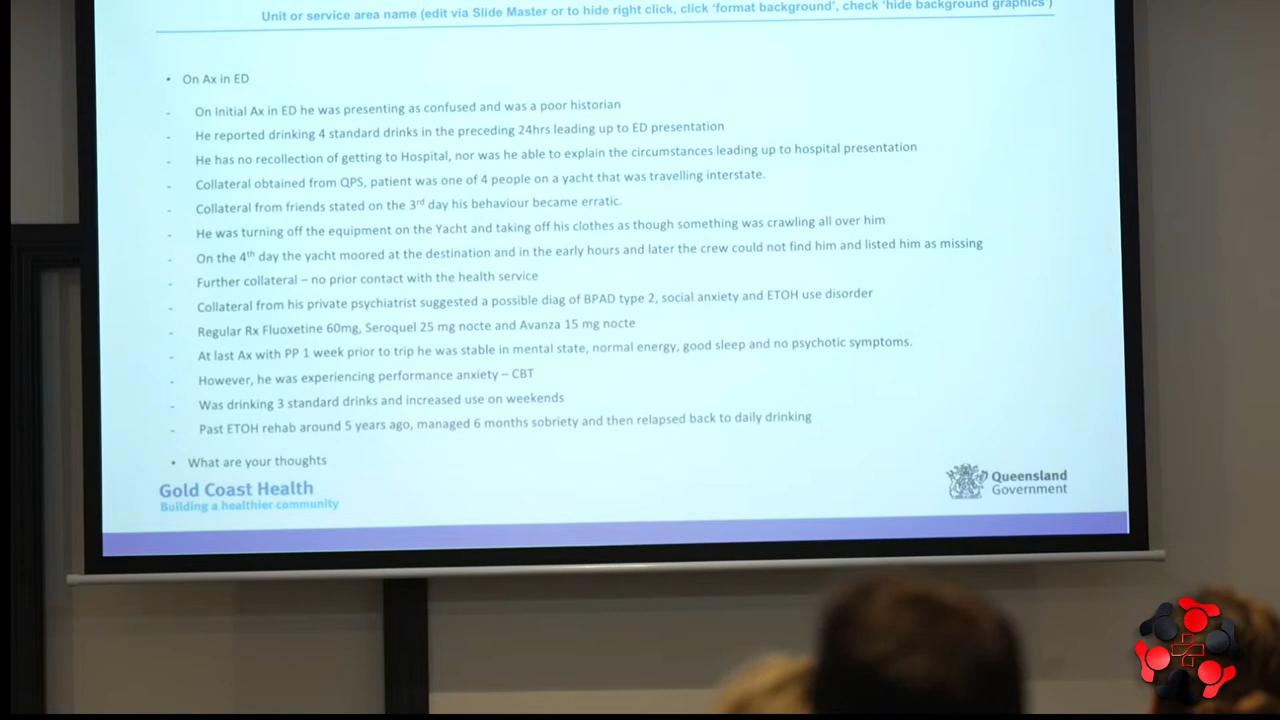 Unit or service area name (edit via Slide Master or to hide right click, click ‘format background’, check ‘hide background graphics’)
• On Ax in ED
- On Initial Ax in ED he was presenting as confused and was a poor historian
- He reported drinking 4 standard drinks in the preceding 24hrs leading up to ED presentation
- He has no recollection of getting to Hospital, nor was he able to explain the circumstances leading up to hospital presentation
- Collateral obtained from QPS, patient was one of 4 people on a yacht that was travelling interstate.
- Collateral from friends stated on the 3rd day his behaviour became erratic.
- He was turning off the equipment on the Yacht and taking off his clothes as though something was crawling all over him
- On the 4th day the yacht moored at the destination and in the early hours and later the crew could not find him and listed him as missing
- Further collateral – no prior contact with the health service
- Collateral from his private psychiatrist suggested a possible diag of BPAD type 2, social anxiety and ETOH use disorder
- Regular Rx Fluoxetine 60mg, Seroquel 25 mg nocte and Avanza 15 mg nocte
- At last Ax with PP 1 week prior to trip he was stable in mental state, normal energy, good sleep and no psychotic symptoms.
- However, he was experiencing performance anxiety – CBT
- Was drinking 3 standard drinks and increased use on weekends
- Past ETOH rehab around 5 years ago, managed 6 months sobriety and then relapsed back to daily drinking
• What are your thoughts
Gold Coast Health
Building a healthier community
Queensland
Government